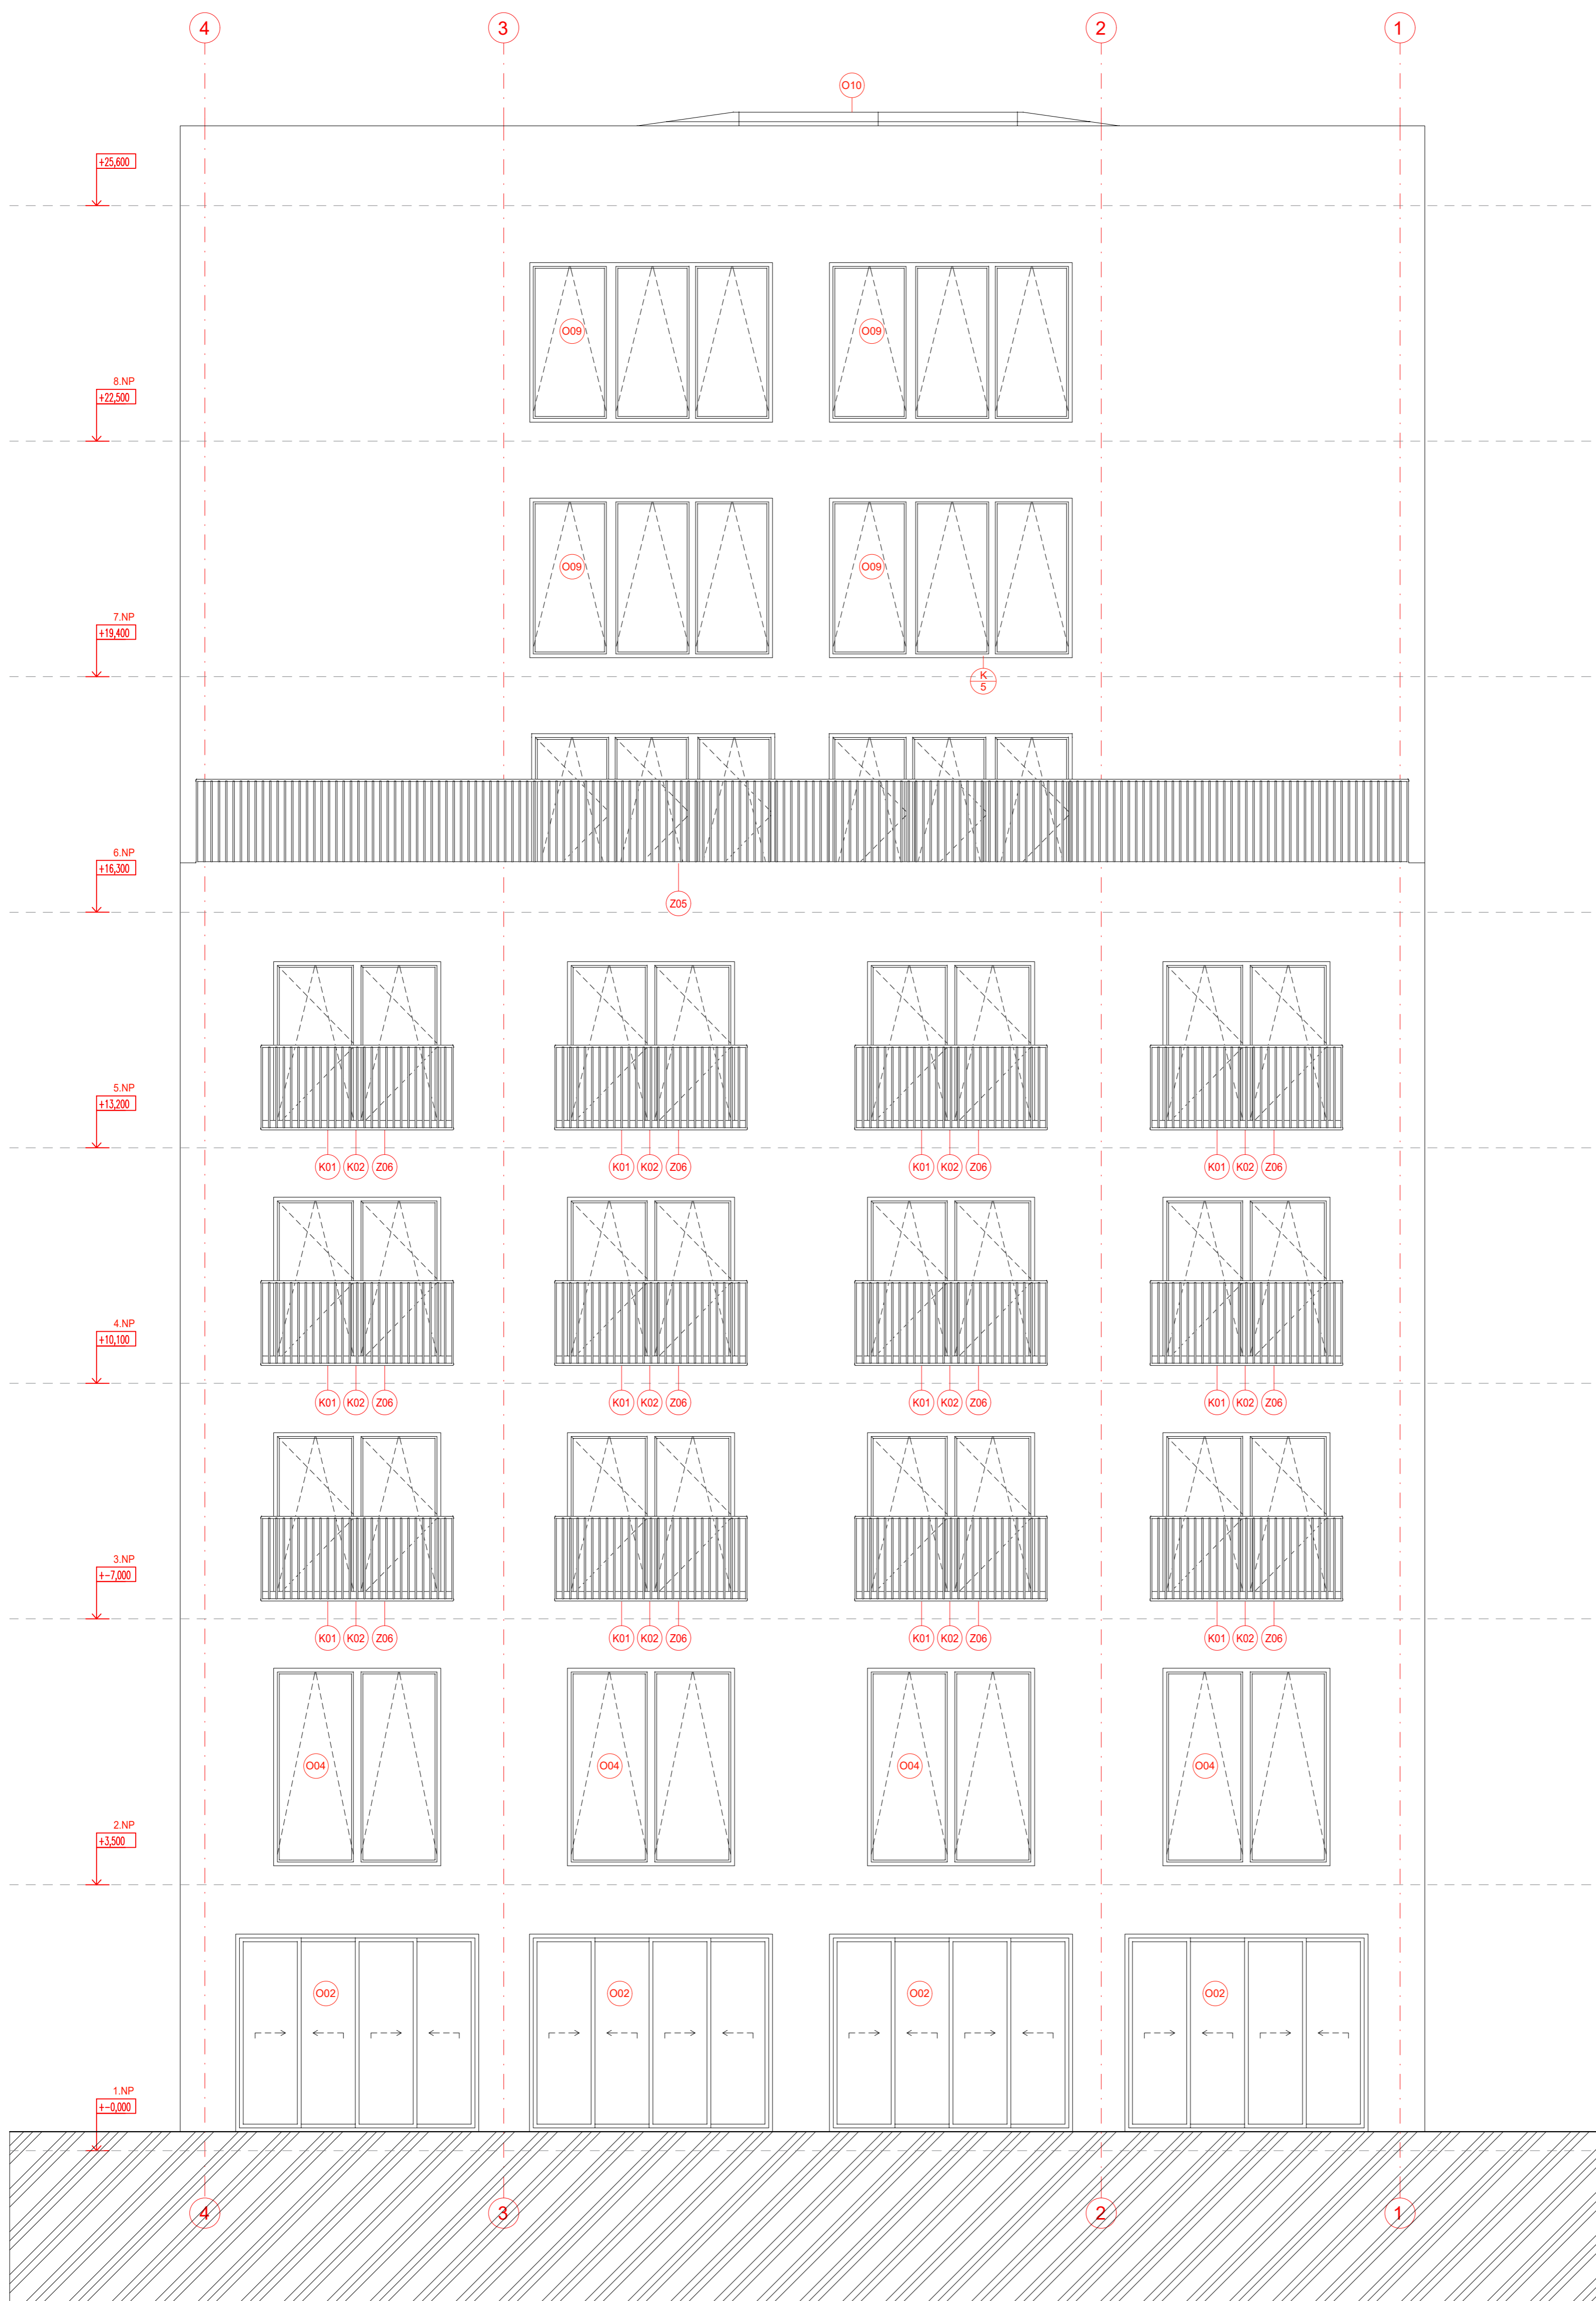 4 3 2 1
O10
+25,600
O09 O09
8.NP
+22,500
O09 O09
7.NP
+19,400
K
5
6.NP
+16,300
Z05
5.NP
+13,200
K01 K02 Z06 K01 K02 Z06 K01 K02 Z06 K01 K02 Z06
4.NP
+10,100
K01 K02 Z06 K01 K02 Z06 K01 K02 Z06 K01 K02 Z06
3.NP
+-7,000
K01 K02 Z06 K01 K02 Z06 K01 K02 Z06 K01 K02 Z06
O04 O04 O04 O04
2.NP
+3,500
O02 O02 O02 O02
1.NP
+-0,000
4 3 2 1